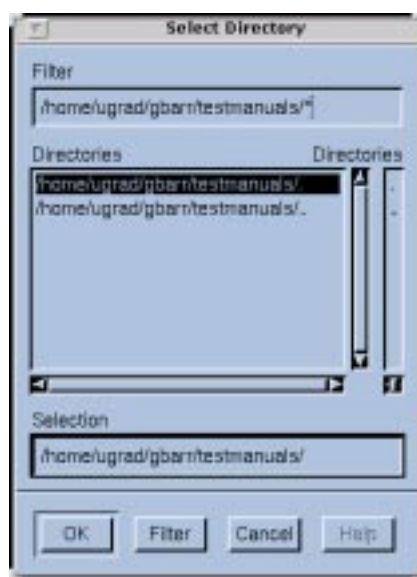 Select Directory
Filter
/home/ugrad/gbarr/testmanuals/*
Directories Directories
/home/ugrad/gbarr/testmanuals/. .
/home/ugrad/gbarr/testmanuals/.. ..
Selection
/home/ugrad/gbarr/testmanuals/
OK Filter Cancel Help